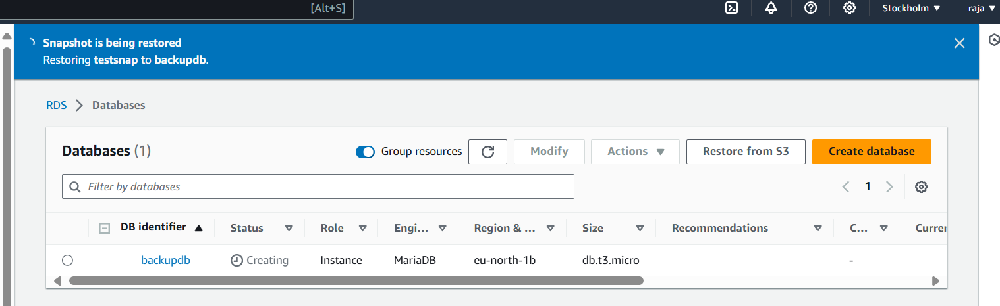 [Alt+S] Stockholm ▼ raja ▼
Snapshot is being restored
Restoring testsnap to backupdb.
RDS > Databases
Databases (1) Group resources Modify Actions ▼ Restore from S3 Create database
Filter by databases 1
DB identifier Status Role Engi... Region & ... Size Recommendations C... Curren
backupdb Creating Instance MariaDB eu-north-1b db.t3.micro -